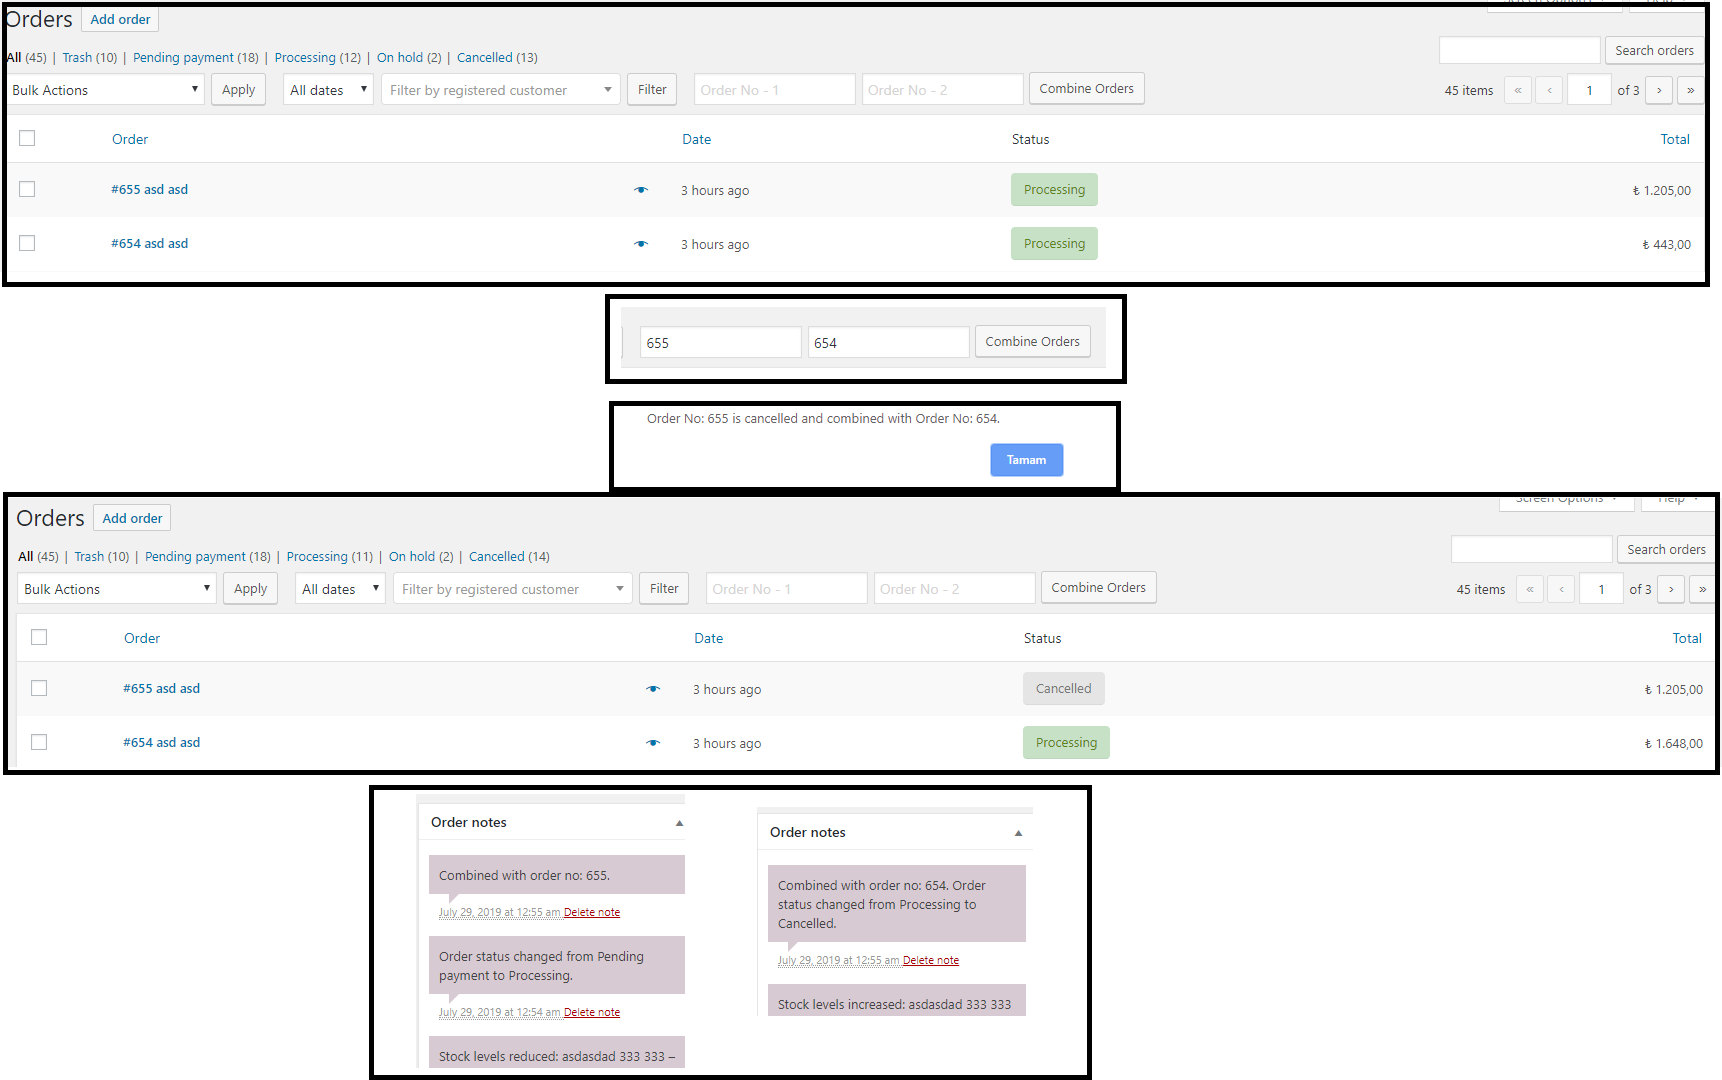 Orders Add order
All (45) | Trash (10) | Pending payment (18) | Processing (12) | On hold (2) | Cancelled (13)
Search orders
Bulk Actions Apply All dates Filter by registered customer Filter Order No - 1 Order No - 2 Combine Orders 45 items « ‹ 1 of 3 › »
Order Date Status Total
#655 asd asd 3 hours ago Processing ₺ 1.205,00
#654 asd asd 3 hours ago Processing ₺ 443,00
655 654 Combine Orders
Order No: 655 is cancelled and combined with Order No: 654.
Tamam
Screen Options Help
Orders Add order
All (45) | Trash (10) | Pending payment (18) | Processing (11) | On hold (2) | Cancelled (14)
Search orders
Bulk Actions Apply All dates Filter by registered customer Filter Order No - 1 Order No - 2 Combine Orders 45 items « ‹ 1 of 3 › »
Order Date Status Total
#655 asd asd 3 hours ago Cancelled ₺ 1.205,00
#654 asd asd 3 hours ago Processing ₺ 1.648,00
Order notes
Combined with order no: 655.
July 29, 2019 at 12:55 am Delete note
Order status changed from Pending
payment to Processing.
July 29, 2019 at 12:54 am Delete note
Stock levels reduced: asdasdad 333 333 –
Order notes
Combined with order no: 654. Order
status changed from Processing to
Cancelled.
July 29, 2019 at 12:55 am Delete note
Stock levels increased: asdasdad 333 333